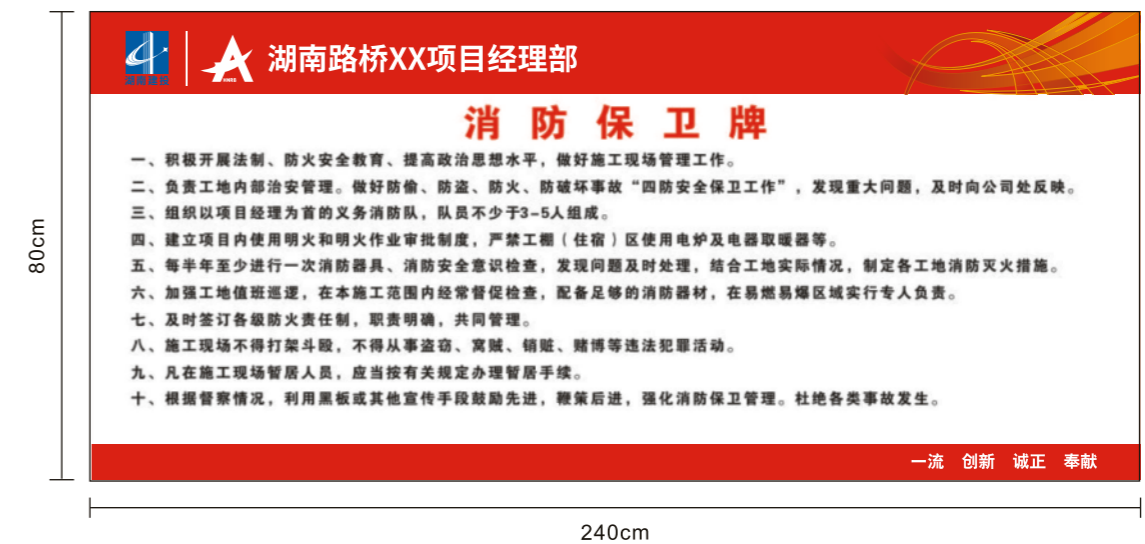 湖南路桥
湖南路桥XX项目经理部
消防保卫牌
一、积极开展法制、防火安全教育、提高政治思想水平，做好施工现场管理工作。
二、负责工地内部治安管理。做好防偷、防盗、防火、防破坏事故“四防安全保卫工作”，发现重大问题，及时向公司处反映。
三、组织以项目经理为首的义务消防队，队员不少于3-5人组成。
四、建立项目内使用明火和明火作业审批制度，严禁工棚（住宿）区使用电炉及电器取暖器等。
五、每半年至少进行一次消防器具、消防安全意识检查，发现问题及时处理，结合工地实际情况，制定各工地消防灭火措施。
六、加强工地值班巡逻，在本施工范围内经常督促检查，配备足够的消防器材，在易燃易爆区域实行专人负责。
七、及时签订各级防火责任制，职责明确，共同管理。
八、施工现场不得打架斗殴，不得从事盗窃、窝贼、销赃、赌博等违法犯罪活动。
九、凡在施工现场暂居人员，应当按有关规定办理暂居手续。
十、根据督察情况，利用黑板或其他宣传手段鼓励先进，鞭策后进，强化消防保卫管理。杜绝各类事故发生。
一流 创新 诚正 奉献
80cm
240cm